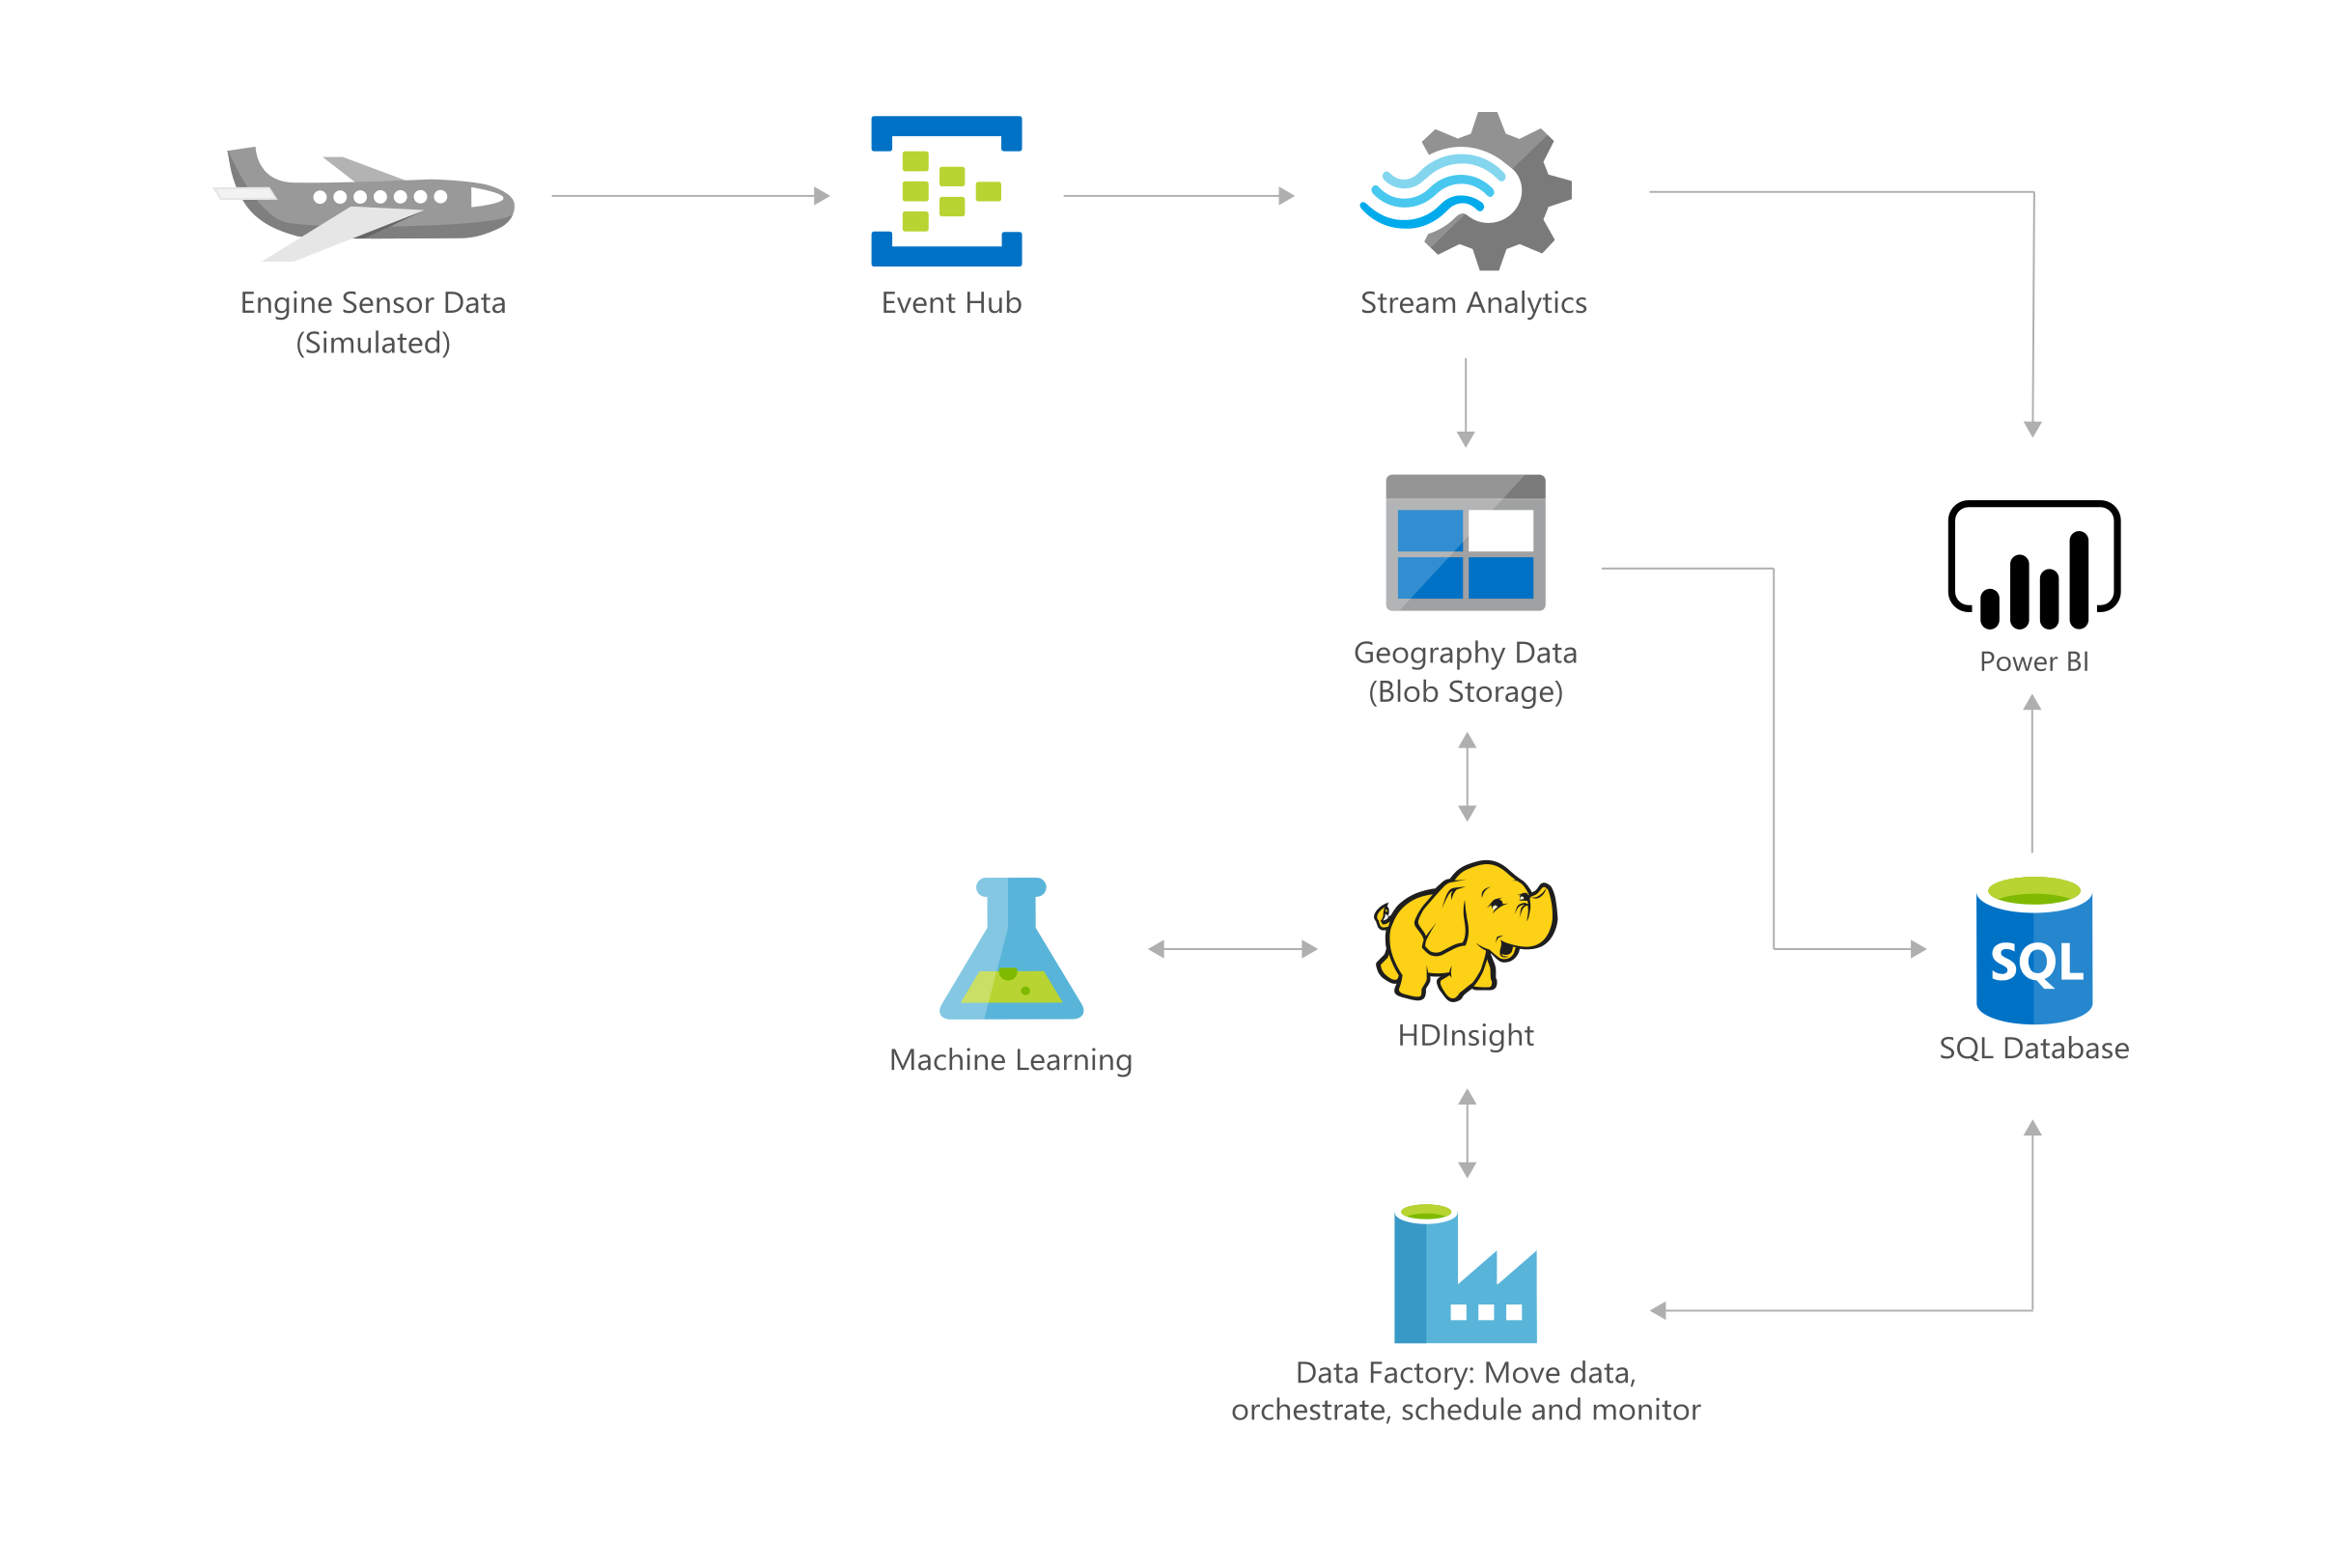 Engine Sensor Data
(Simulated)
Event Hub
Stream Analytics
Geography Data
(Blob Storage)
Power BI
Machine Learning
HDInsight
SQL
SQL Database
Data Factory: Move data,
orchestrate, schedule and monitor